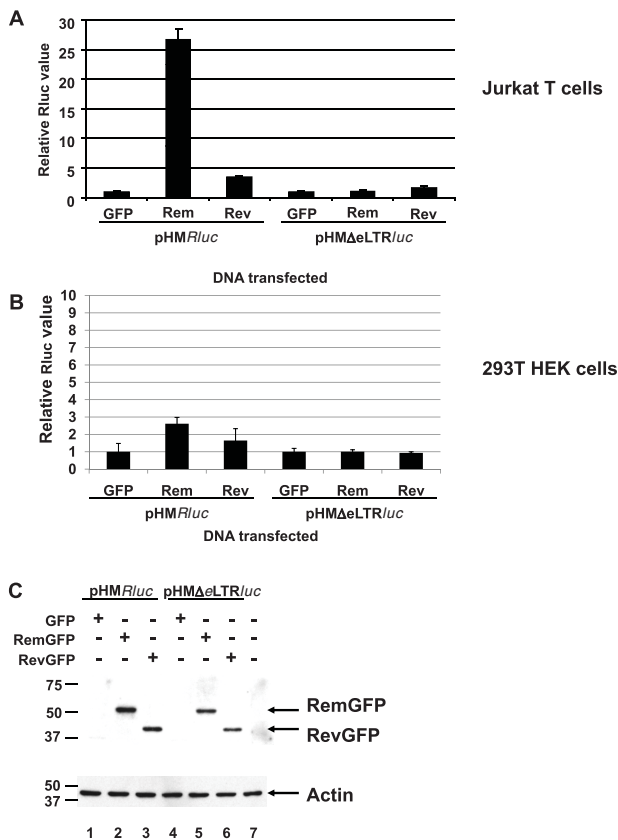 A
Relative Rluc value
30
25
20
15
10
5
0
GFP Rem Rev GFP Rem Rev
pHMRluc pHMΔeLTRluc
Jurkat T cells
DNA transfected
B
Relative Rluc value
10
9
8
7
6
5
4
3
2
1
0
GFP Rem Rev GFP Rem Rev
pHMRluc pHMΔeLTRluc
DNA transfected
293T HEK cells
C
pHMRluc pHMΔeLTRluc
GFP + - - + - - -
RemGFP - + - - + - -
RevGFP - - + - - + -
75
50
37
RemGFP
RevGFP
50
37
Actin
1 2 3 4 5 6 7